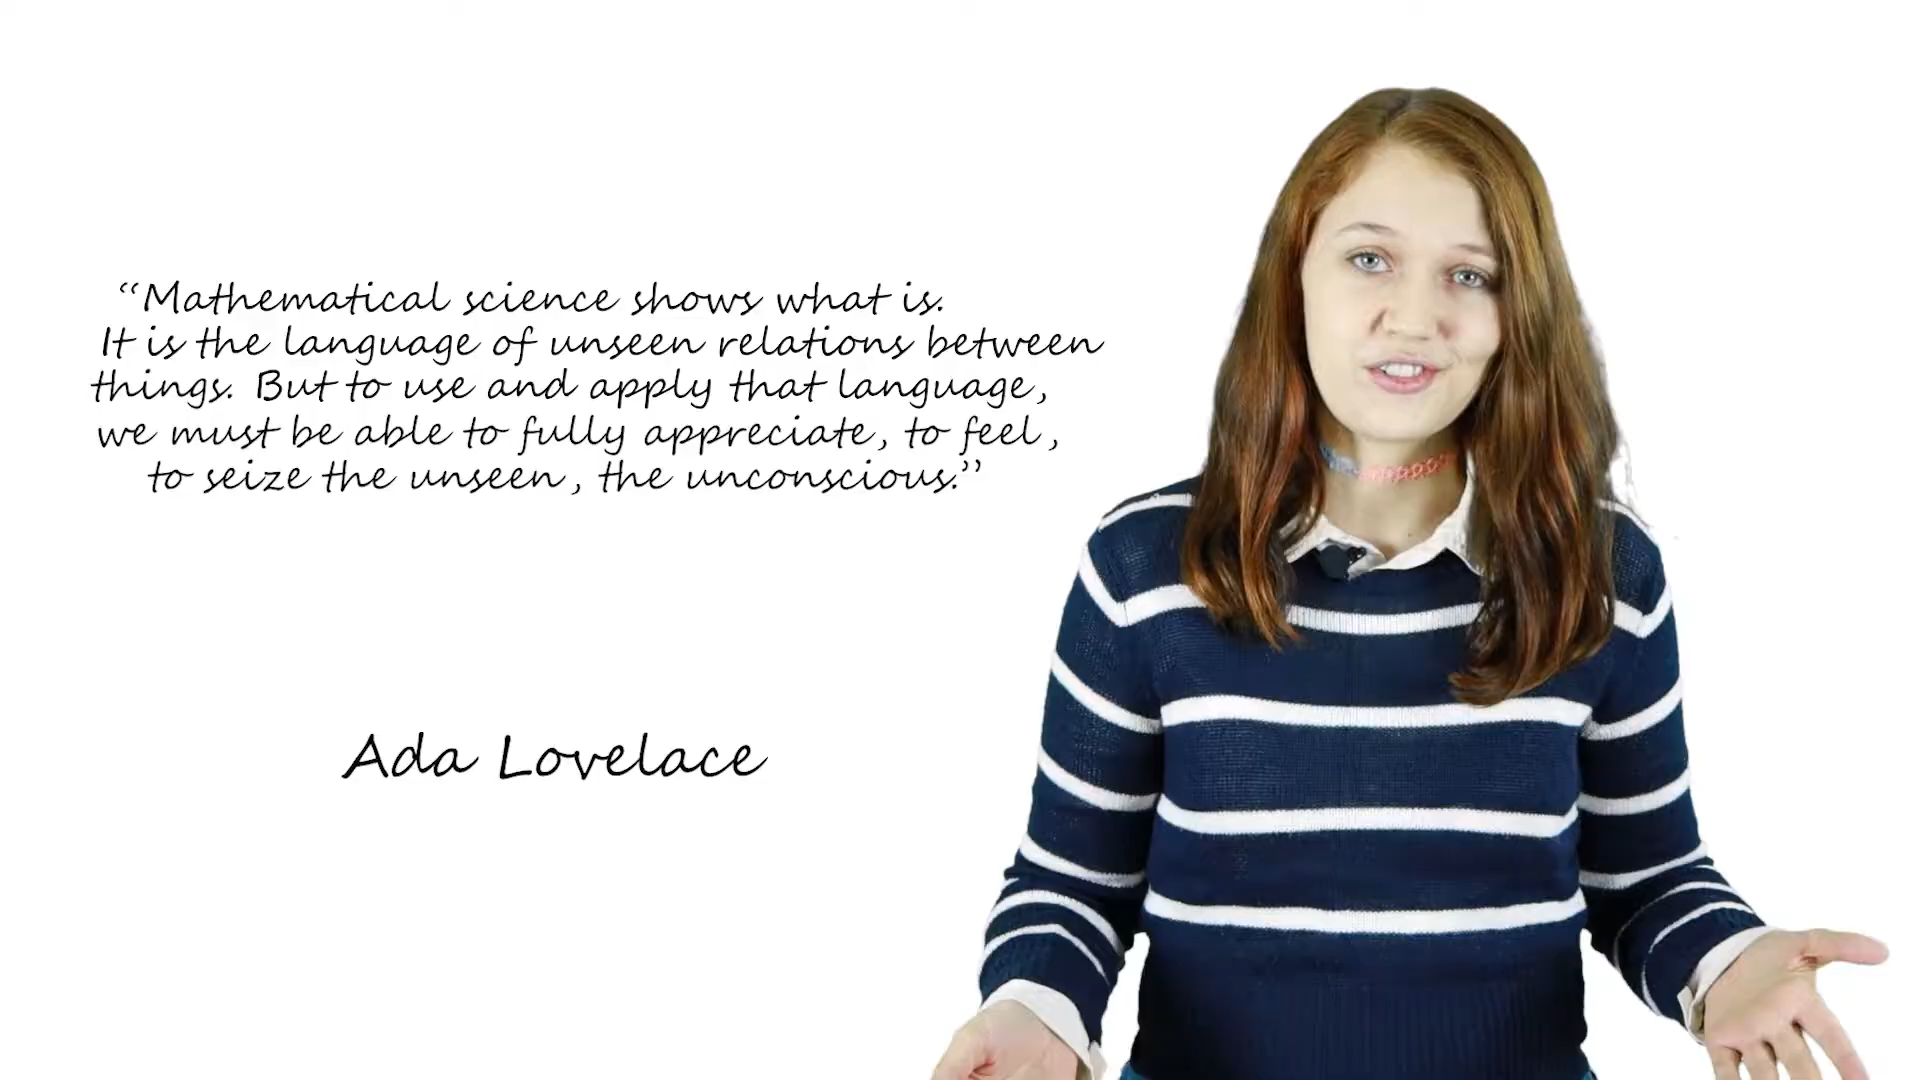 “Mathematical science shows what is.
It is the language of unseen relations between
things. But to use and apply that language,
we must be able to fully appreciate, to feel,
to seize the unseen, the unconscious.”
Ada Lovelace